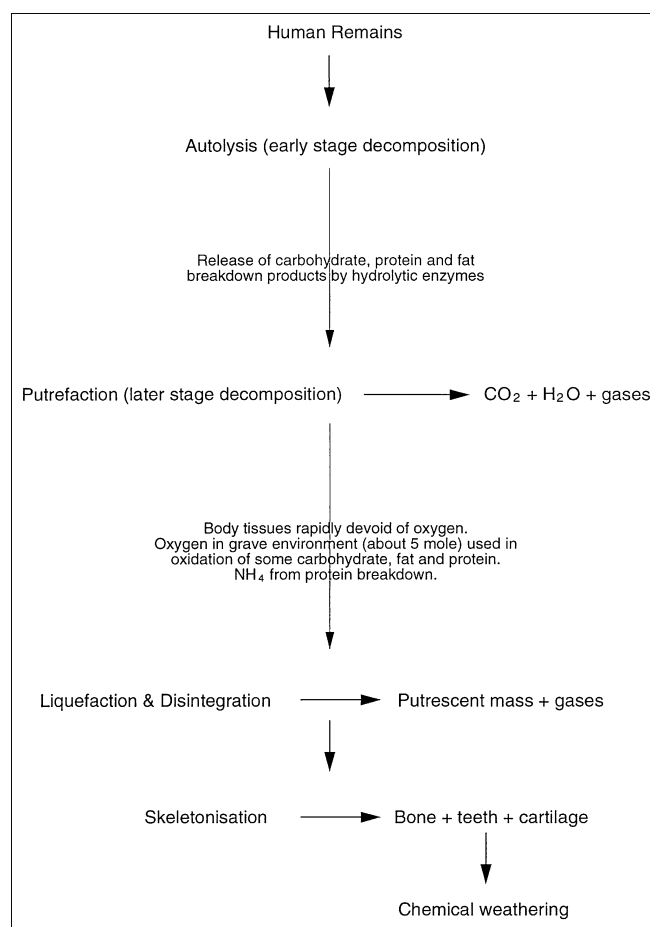 Human Remains
Autolysis (early stage decomposition)
Release of carbohydrate, protein and fat
breakdown products by hydrolytic enzymes
Putrefaction (later stage decomposition)
CO2 + H2O + gases
Body tissues rapidly devoid of oxygen.
Oxygen in grave environment (about 5 mole) used in
oxidation of some carbohydrate, fat and protein.
NH4 from protein breakdown.
Liquefaction & Disintegration
Putrescent mass + gases
Skeletonisation
Bone + teeth + cartilage
Chemical weathering